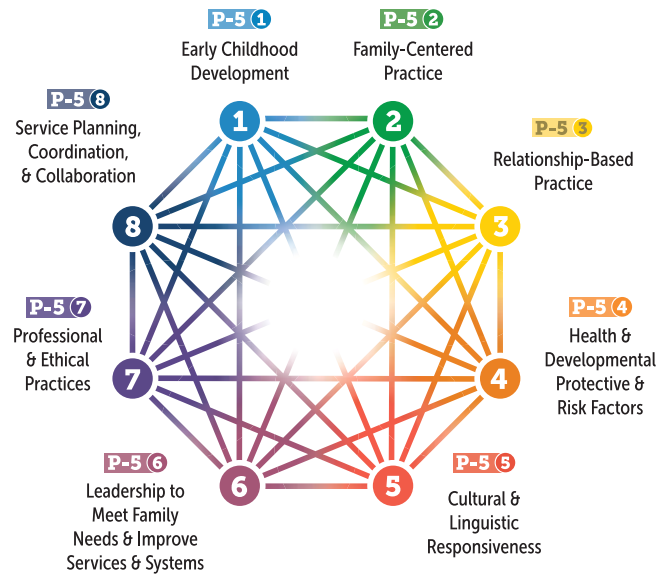 P-5 1
Early Childhood
Development
P-5 2
Family-Centered
Practice
P-5 3
Relationship-Based
Practice
P-5 4
Health &
Developmental
Protective &
Risk Factors
P-5 5
Cultural &
Linguistic
Responsiveness
P-5 6
Leadership to
Meet Family
Needs & Improve
Services & Systems
P-5 7
Professional
& Ethical
Practices
P-5 8
Service Planning,
Coordination,
& Collaboration
1
2
3
4
5
6
7
8